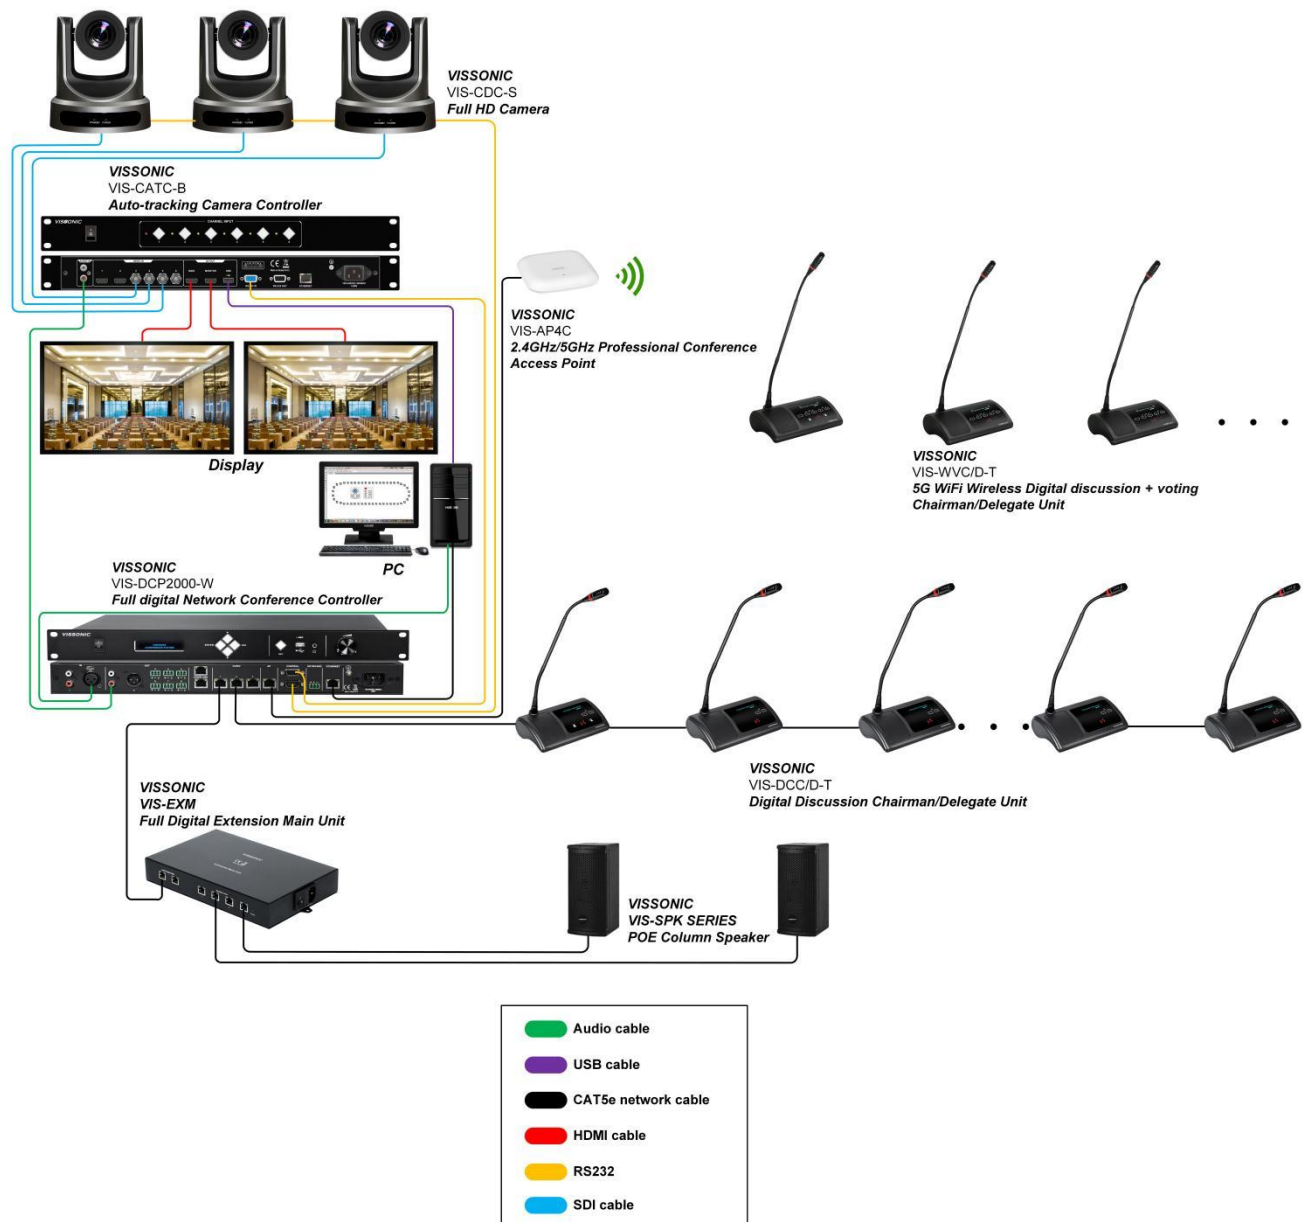 VISSONIC
VIS-CDC-S
Full HD Camera
VISSONIC
VIS-CATC-B
Auto-tracking Camera Controller
VISSONIC
CHANNEL INPUT
VISSONIC
VIS-AP4C
2.4GHz/5GHz Professional Conference
Access Point
VISSONIC
VIS-WVC/D-T
5G WiFi Wireless Digital discussion + voting
Chairman/Delegate Unit
Display
PC
VISSONIC
VIS-DCP2000-W
Full digital Network Conference Controller
VISSONIC
VISSONIC
VIS-DCC/D-T
Digital Discussion Chairman/Delegate Unit
VISSONIC
VIS-EXM
Full Digital Extension Main Unit
VISSONIC
VIS-SPK SERIES
POE Column Speaker
Audio cable
USB cable
CAT5e network cable
HDMI cable
RS232
SDI cable